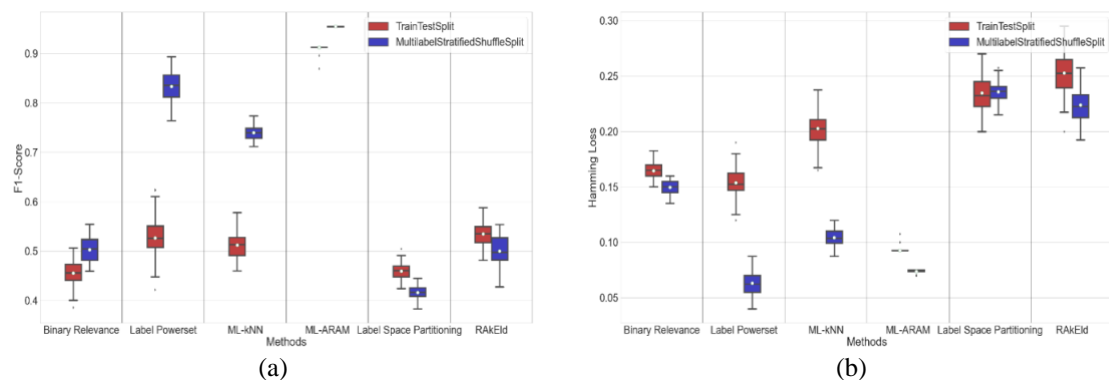 TrainTestSplit
MultilabelStratifiedShuffleSplit
0.9
0.8
0.7
0.6
0.5
0.4
F1-Score
Binary Relevance Label Powerset ML-kNN ML-ARAM Label Space Partitioning RAkEld
Methods
(a)
0.30
TrainTestSplit
MultilabelStratifiedShuffleSplit
0.25
0.20
0.15
0.10
0.05
Hamming Loss
Binary Relevance Label Powerset ML-kNN ML-ARAM Label Space Partitioning RAkEld
Methods
(b)